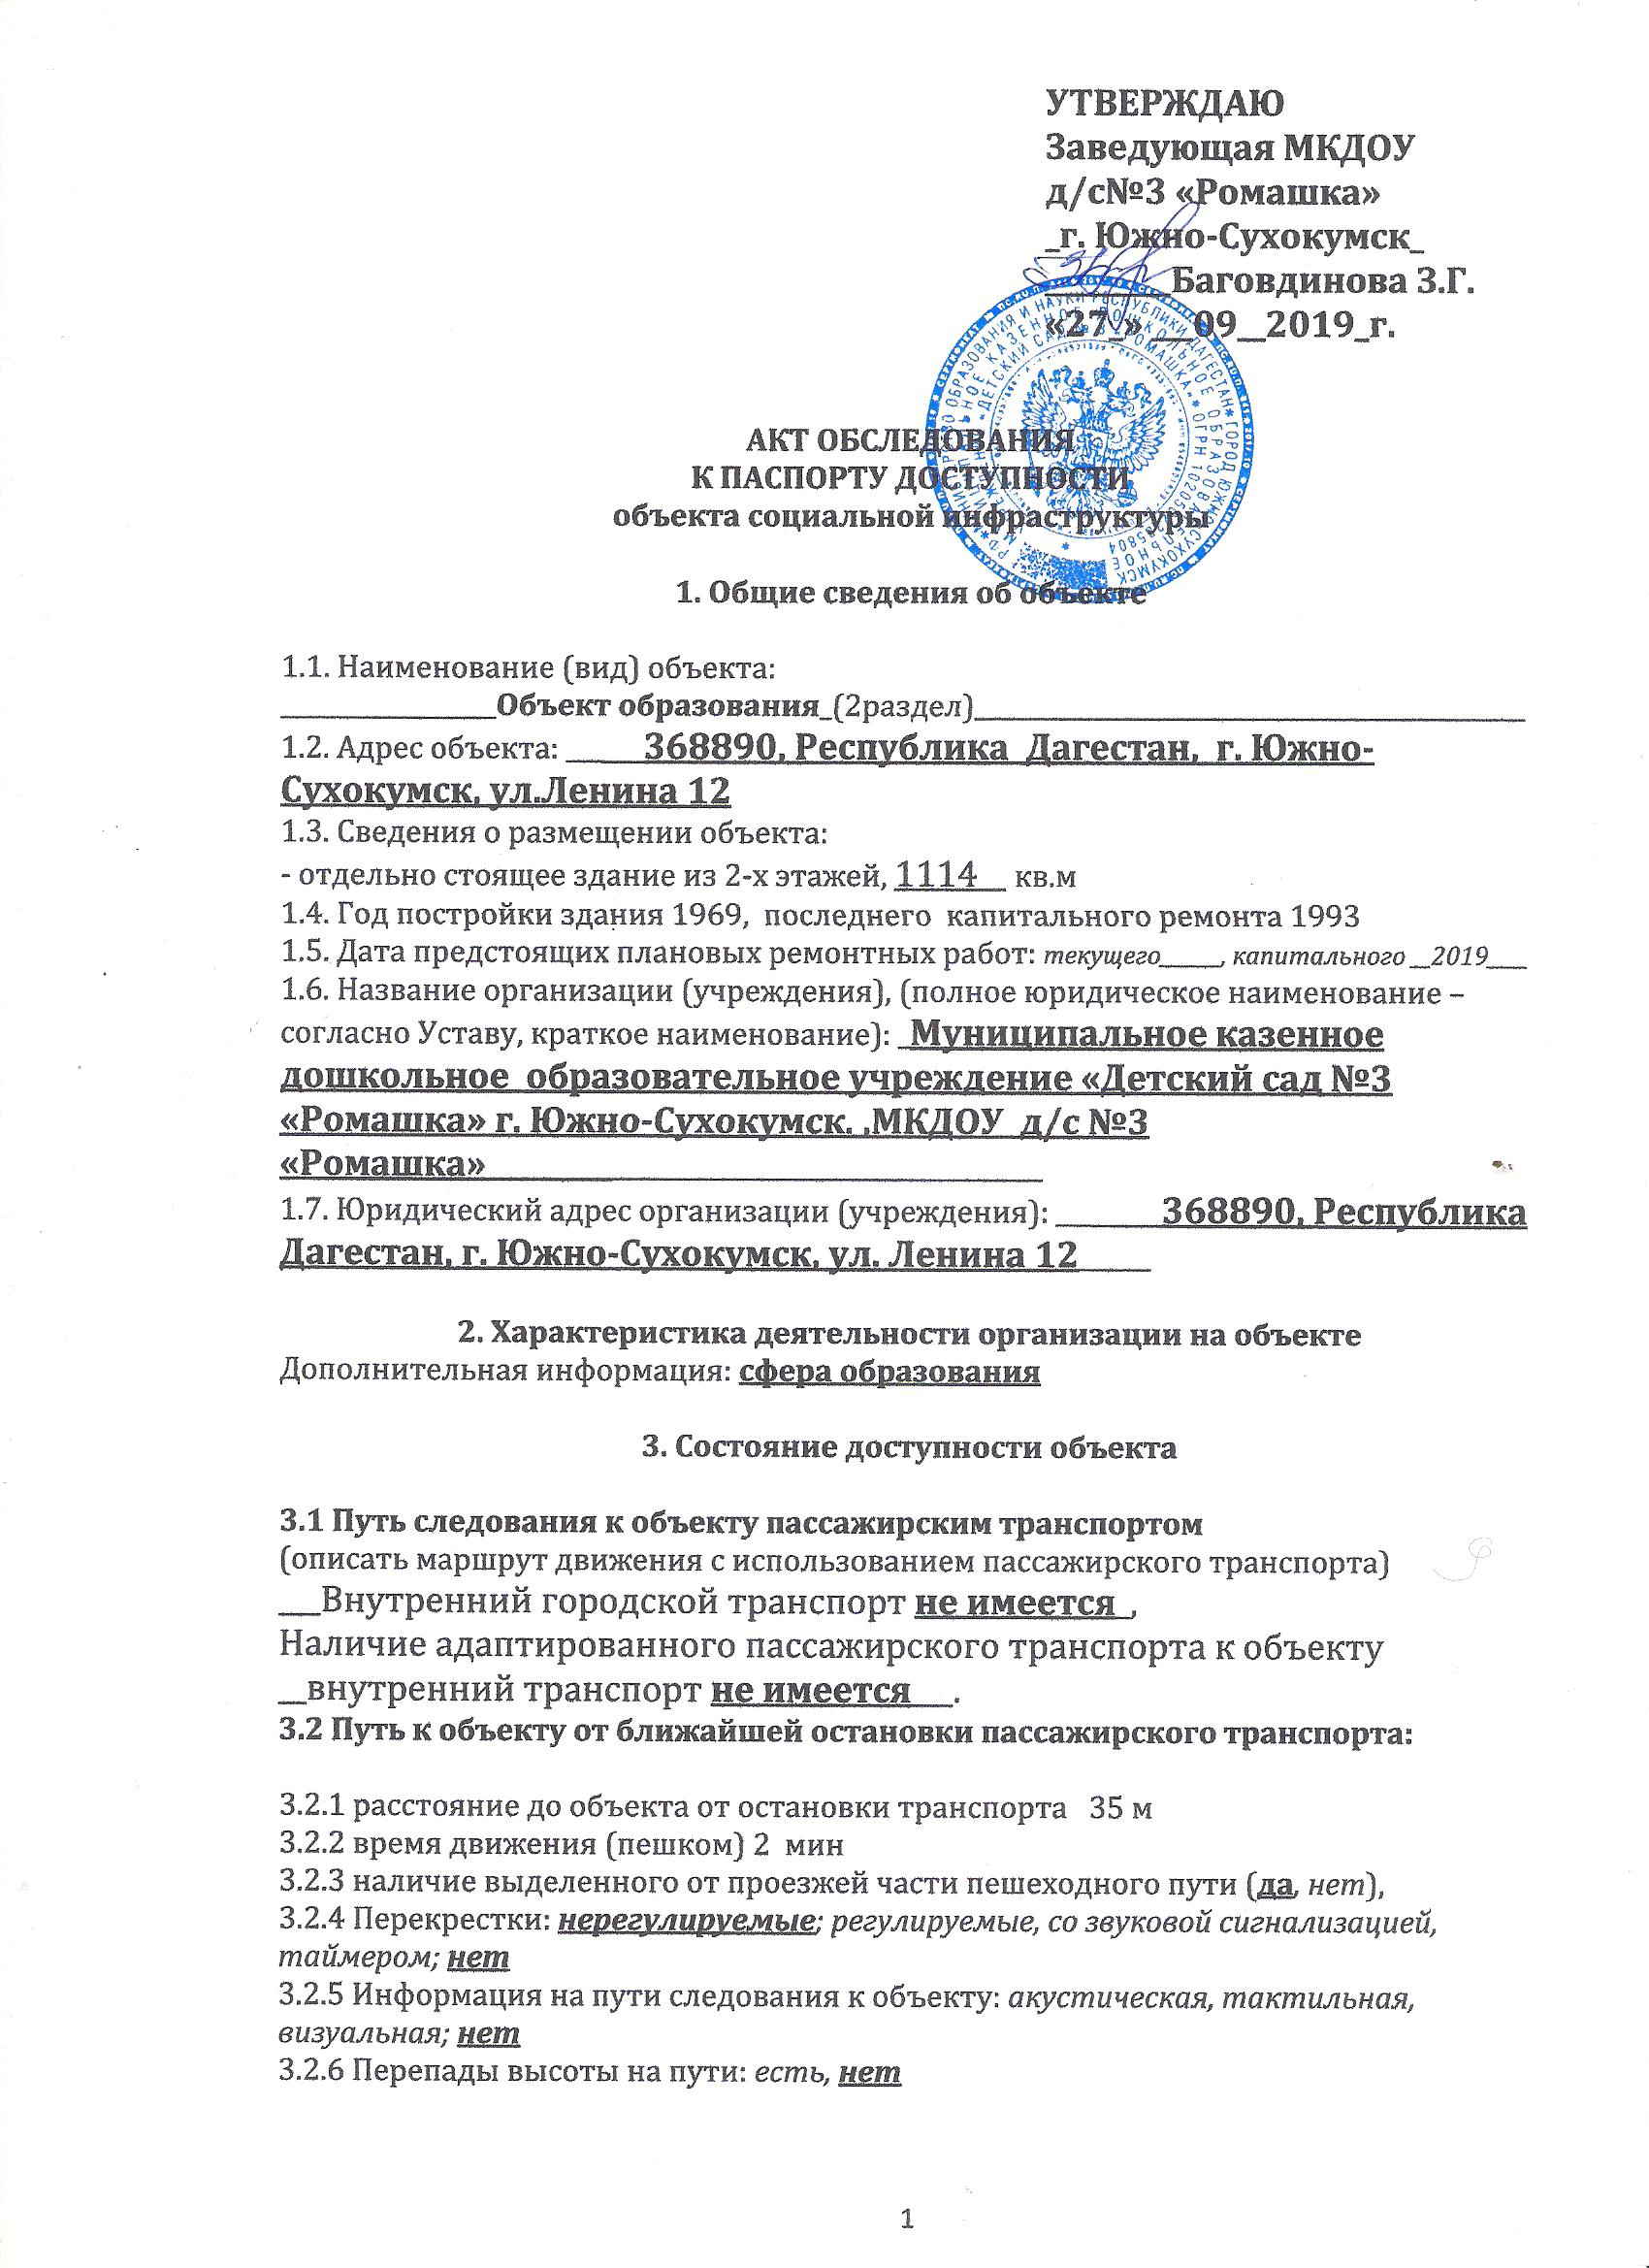 УТВЕРЖДАЮ
Заведующая МКДОУ
д/с№3 «Ромашка»
_г. Южно-Сухокумск_
________Баговдинова З.Г.
«27_» __09__2019_г.
АКТ ОБСЛЕДОВАНИЯ
К ПАСПОРТУ ДОСТУПНОСТИ
объекта социальной инфраструктуры
1. Общие сведения об объекте
1.1. Наименование (вид) объекта:
______________Объект образования_(2раздел)____________________________________
1.2. Адрес объекта: _____368890, Республика Дагестан, г. Южно-
Сухокумск, ул.Ленина 12
1.3. Сведения о размещении объекта:
- отдельно стоящее здание из 2-х этажей, 1114__ кв.м
1.4. Год постройки здания 1969, последнего капитального ремонта 1993
1.5. Дата предстоящих плановых ремонтных работ: текущего_____, капитального __2019___
1.6. Название организации (учреждения), (полное юридическое наименование –
согласно Уставу, краткое наименование): _Муниципальное казенное
дошкольное образовательное учреждение «Детский сад №3
«Ромашка» г. Южно-Сухокумск. ,МКДОУ д/с №3
«Ромашка»______________________________
1.7. Юридический адрес организации (учреждения): _______368890, Республика
Дагестан, г. Южно-Сухокумск, ул. Ленина 12____
2. Характеристика деятельности организации на объекте
Дополнительная информация: сфера образования
3. Состояние доступности объекта
3.1 Путь следования к объекту пассажирским транспортом
(описать маршрут движения с использованием пассажирского транспорта)
___Внутренний городской транспорт не имеется_,
Наличие адаптированного пассажирского транспорта к объекту
__внутренний транспорт не имеется___.
3.2 Путь к объекту от ближайшей остановки пассажирского транспорта:
3.2.1 расстояние до объекта от остановки транспорта 35 м
3.2.2 время движения (пешком) 2 мин
3.2.3 наличие выделенного от проезжей части пешеходного пути (да, нет),
3.2.4 Перекрестки: нерегулируемые; регулируемые, со звуковой сигнализацией,
таймером; нет
3.2.5 Информация на пути следования к объекту: акустическая, тактильная,
визуальная; нет
3.2.6 Перепады высоты на пути: есть, нет
1